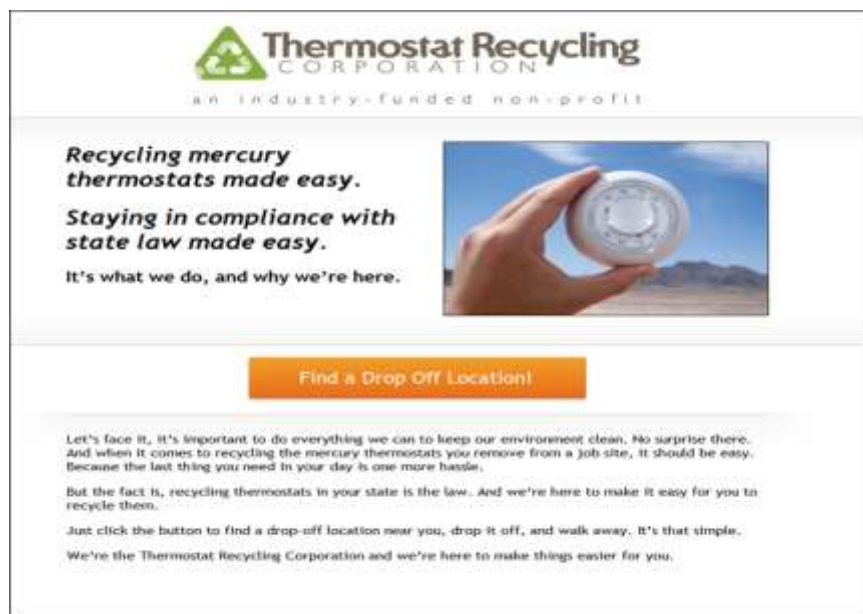 Thermostat Recycling
CORPORATION
an industry-funded non-profit
Recycling mercury
thermostats made easy.
Staying in compliance with
state law made easy.
It's what we do, and why we're here.
Find a Drop Off Location!
Let's face it, it's important to do everything we can to keep our environment clean. No surprise there.
And when it comes to recycling the mercury thermostats you remove from a job site, it should be easy.
Because the last thing you need in your day is one more hassle.
But the fact is, recycling thermostats in your state is the law. And we're here to make it easy for you to
recycle them.
Just click the button to find a drop-off location near you, drop it off, and walk away. It's that simple.
We're the Thermostat Recycling Corporation and we're here to make things easier for you.